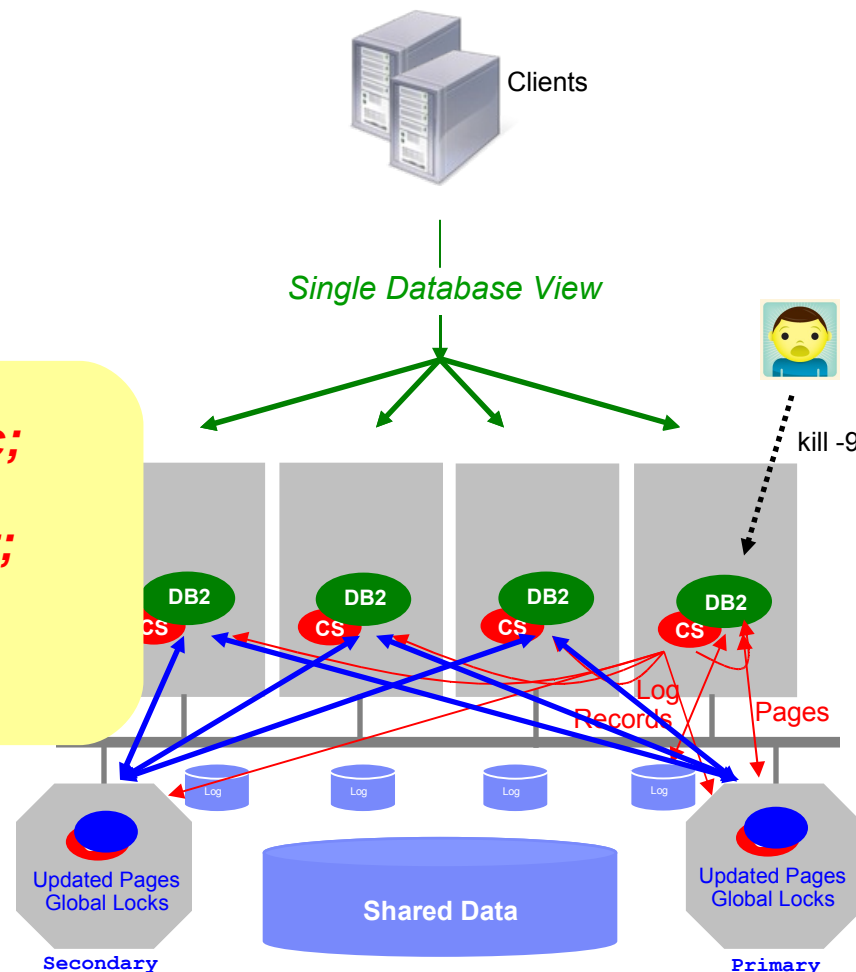 Clients
Single Database View
kill -9
DB2
DB2
DB2
DB2
CS
CS
CS
CS
Log
Records
Pages
Log
Log
Log
Log
Updated Pages
Global Locks
Shared Data
Updated Pages
Global Locks
Secondary
Primary